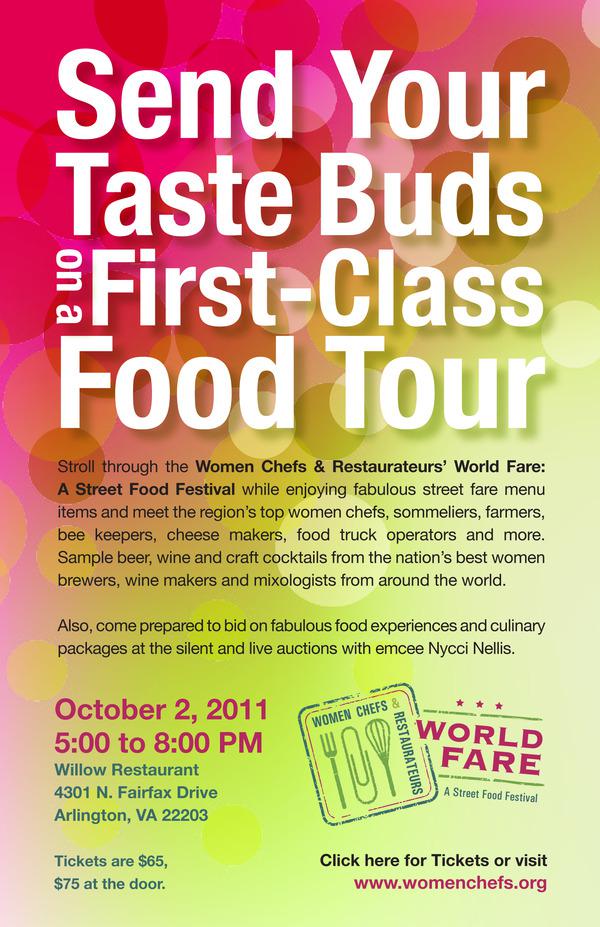 Send Your
Taste Buds
on a First-Class
Food Tour
Stroll through the Women Chefs & Restaurateurs’ World Fare:
A Street Food Festival while enjoying fabulous street fare menu
items and meet the region’s top women chefs, sommeliers, farmers,
bee keepers, cheese makers, food truck operators and more.
Sample beer, wine and craft cocktails from the nation’s best women
brewers, wine makers and mixologists from around the world.
Also, come prepared to bid on fabulous food experiences and culinary
packages at the silent and live auctions with emcee Nycci Nellis.
October 2, 2011
5:00 to 8:00 PM
Willow Restaurant
4301 N. Fairfax Drive
Arlington, VA 22203
Tickets are $65,
$75 at the door.
WOMEN CHEFS &
RESTAURATEURS
WORLD
FARE
A Street Food Festival
Click here for Tickets or visit
www.womenchefs.org